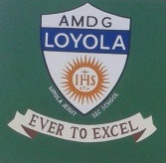 AMDG
LOYOLA
IHS
LOYOLA JESUIT SEC SCHOOL
EVER TO EXCEL